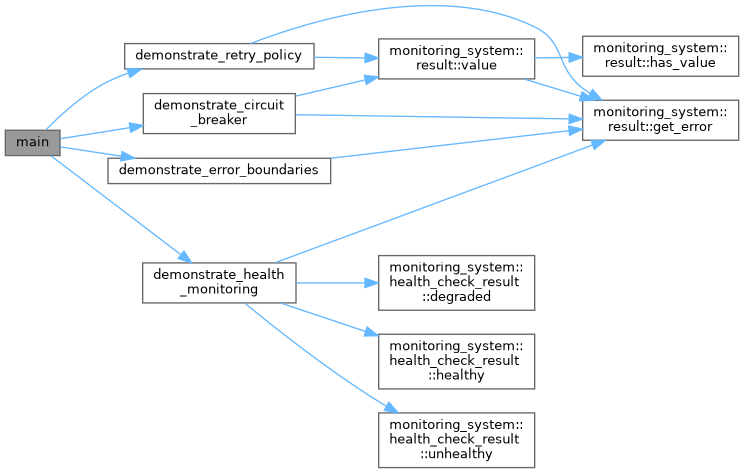 main
demonstrate_retry_policy
demonstrate_circuit
_breaker
demonstrate_error_boundaries
demonstrate_health
_monitoring
monitoring_system::
result::value
monitoring_system::
health_check_result
::degraded
monitoring_system::
health_check_result
::healthy
monitoring_system::
health_check_result
::unhealthy
monitoring_system::
result::has_value
monitoring_system::
result::get_error